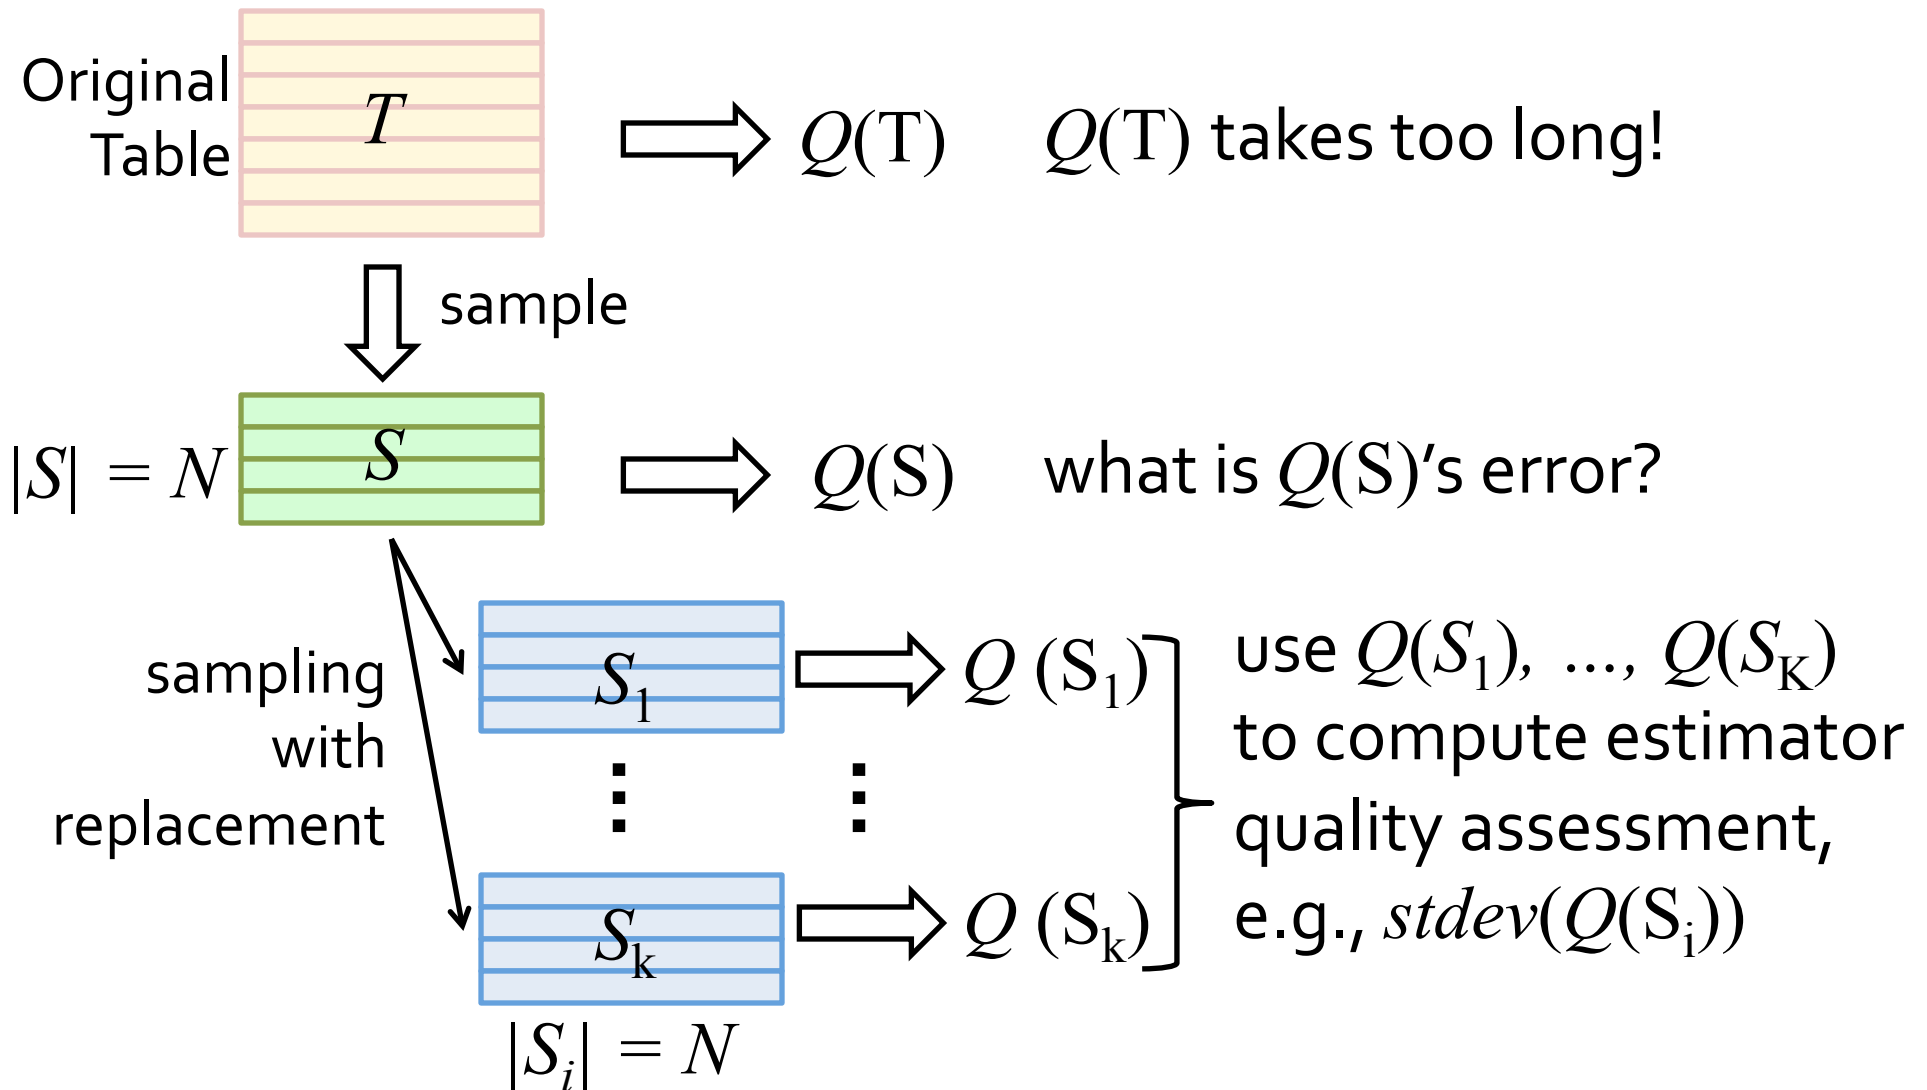 Original
Table
T
Q(T)
Q(T) takes too long!
sample
|S| = N
S
Q(S)
what is Q(S)'s error?
sampling
with
replacement
S₁
Q (S₁)
⋮ ⋮
Sₖ
Q (Sₖ)
|Sᵢ| = N
use Q(S₁), ..., Q(S_K)
to compute estimator
quality assessment,
e.g., stdev(Q(Sᵢ))